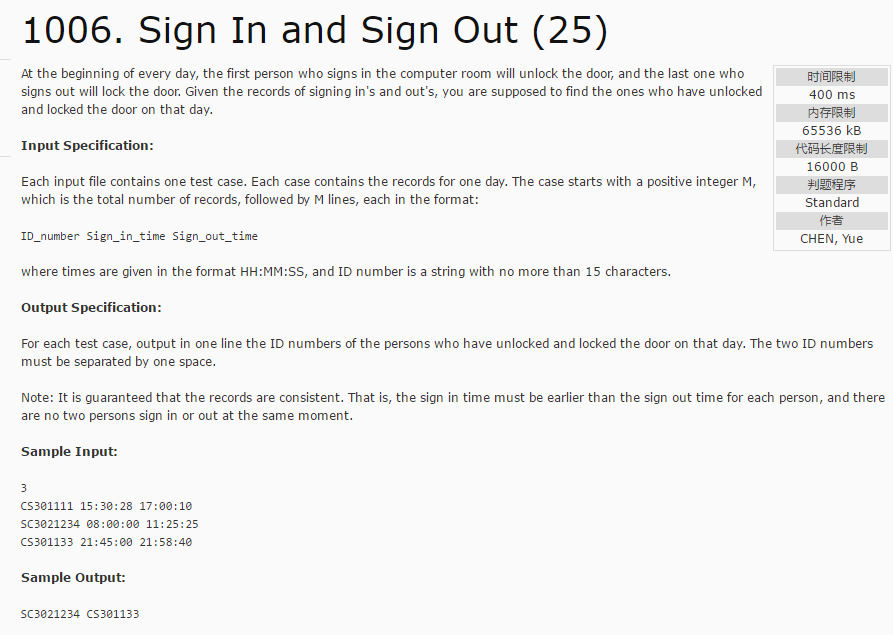 1006. Sign In and Sign Out (25)
At the beginning of every day, the first person who signs in the computer room will unlock the door, and the last one who
signs out will lock the door. Given the records of signing in's and out's, you are supposed to find the ones who have unlocked
and locked the door on that day.
Input Specification:
Each input file contains one test case. Each case contains the records for one day. The case starts with a positive integer M,
which is the total number of records, followed by M lines, each in the format:
ID_number Sign_in_time Sign_out_time
where times are given in the format HH:MM:SS, and ID number is a string with no more than 15 characters.
时间限制
400 ms
内存限制
65536 kB
代码长度限制
16000 B
判题程序
Standard
作者
CHEN, Yue
Output Specification:
For each test case, output in one line the ID numbers of the persons who have unlocked and locked the door on that day. The two ID numbers
must be separated by one space.
Note: It is guaranteed that the records are consistent. That is, the sign in time must be earlier than the sign out time for each person, and there
are no two persons sign in or out at the same moment.
Sample Input:
3
CS301111 15:30:28 17:00:10
SC3021234 08:00:00 11:25:25
CS301133 21:45:00 21:58:40
Sample Output:
SC3021234 CS301133